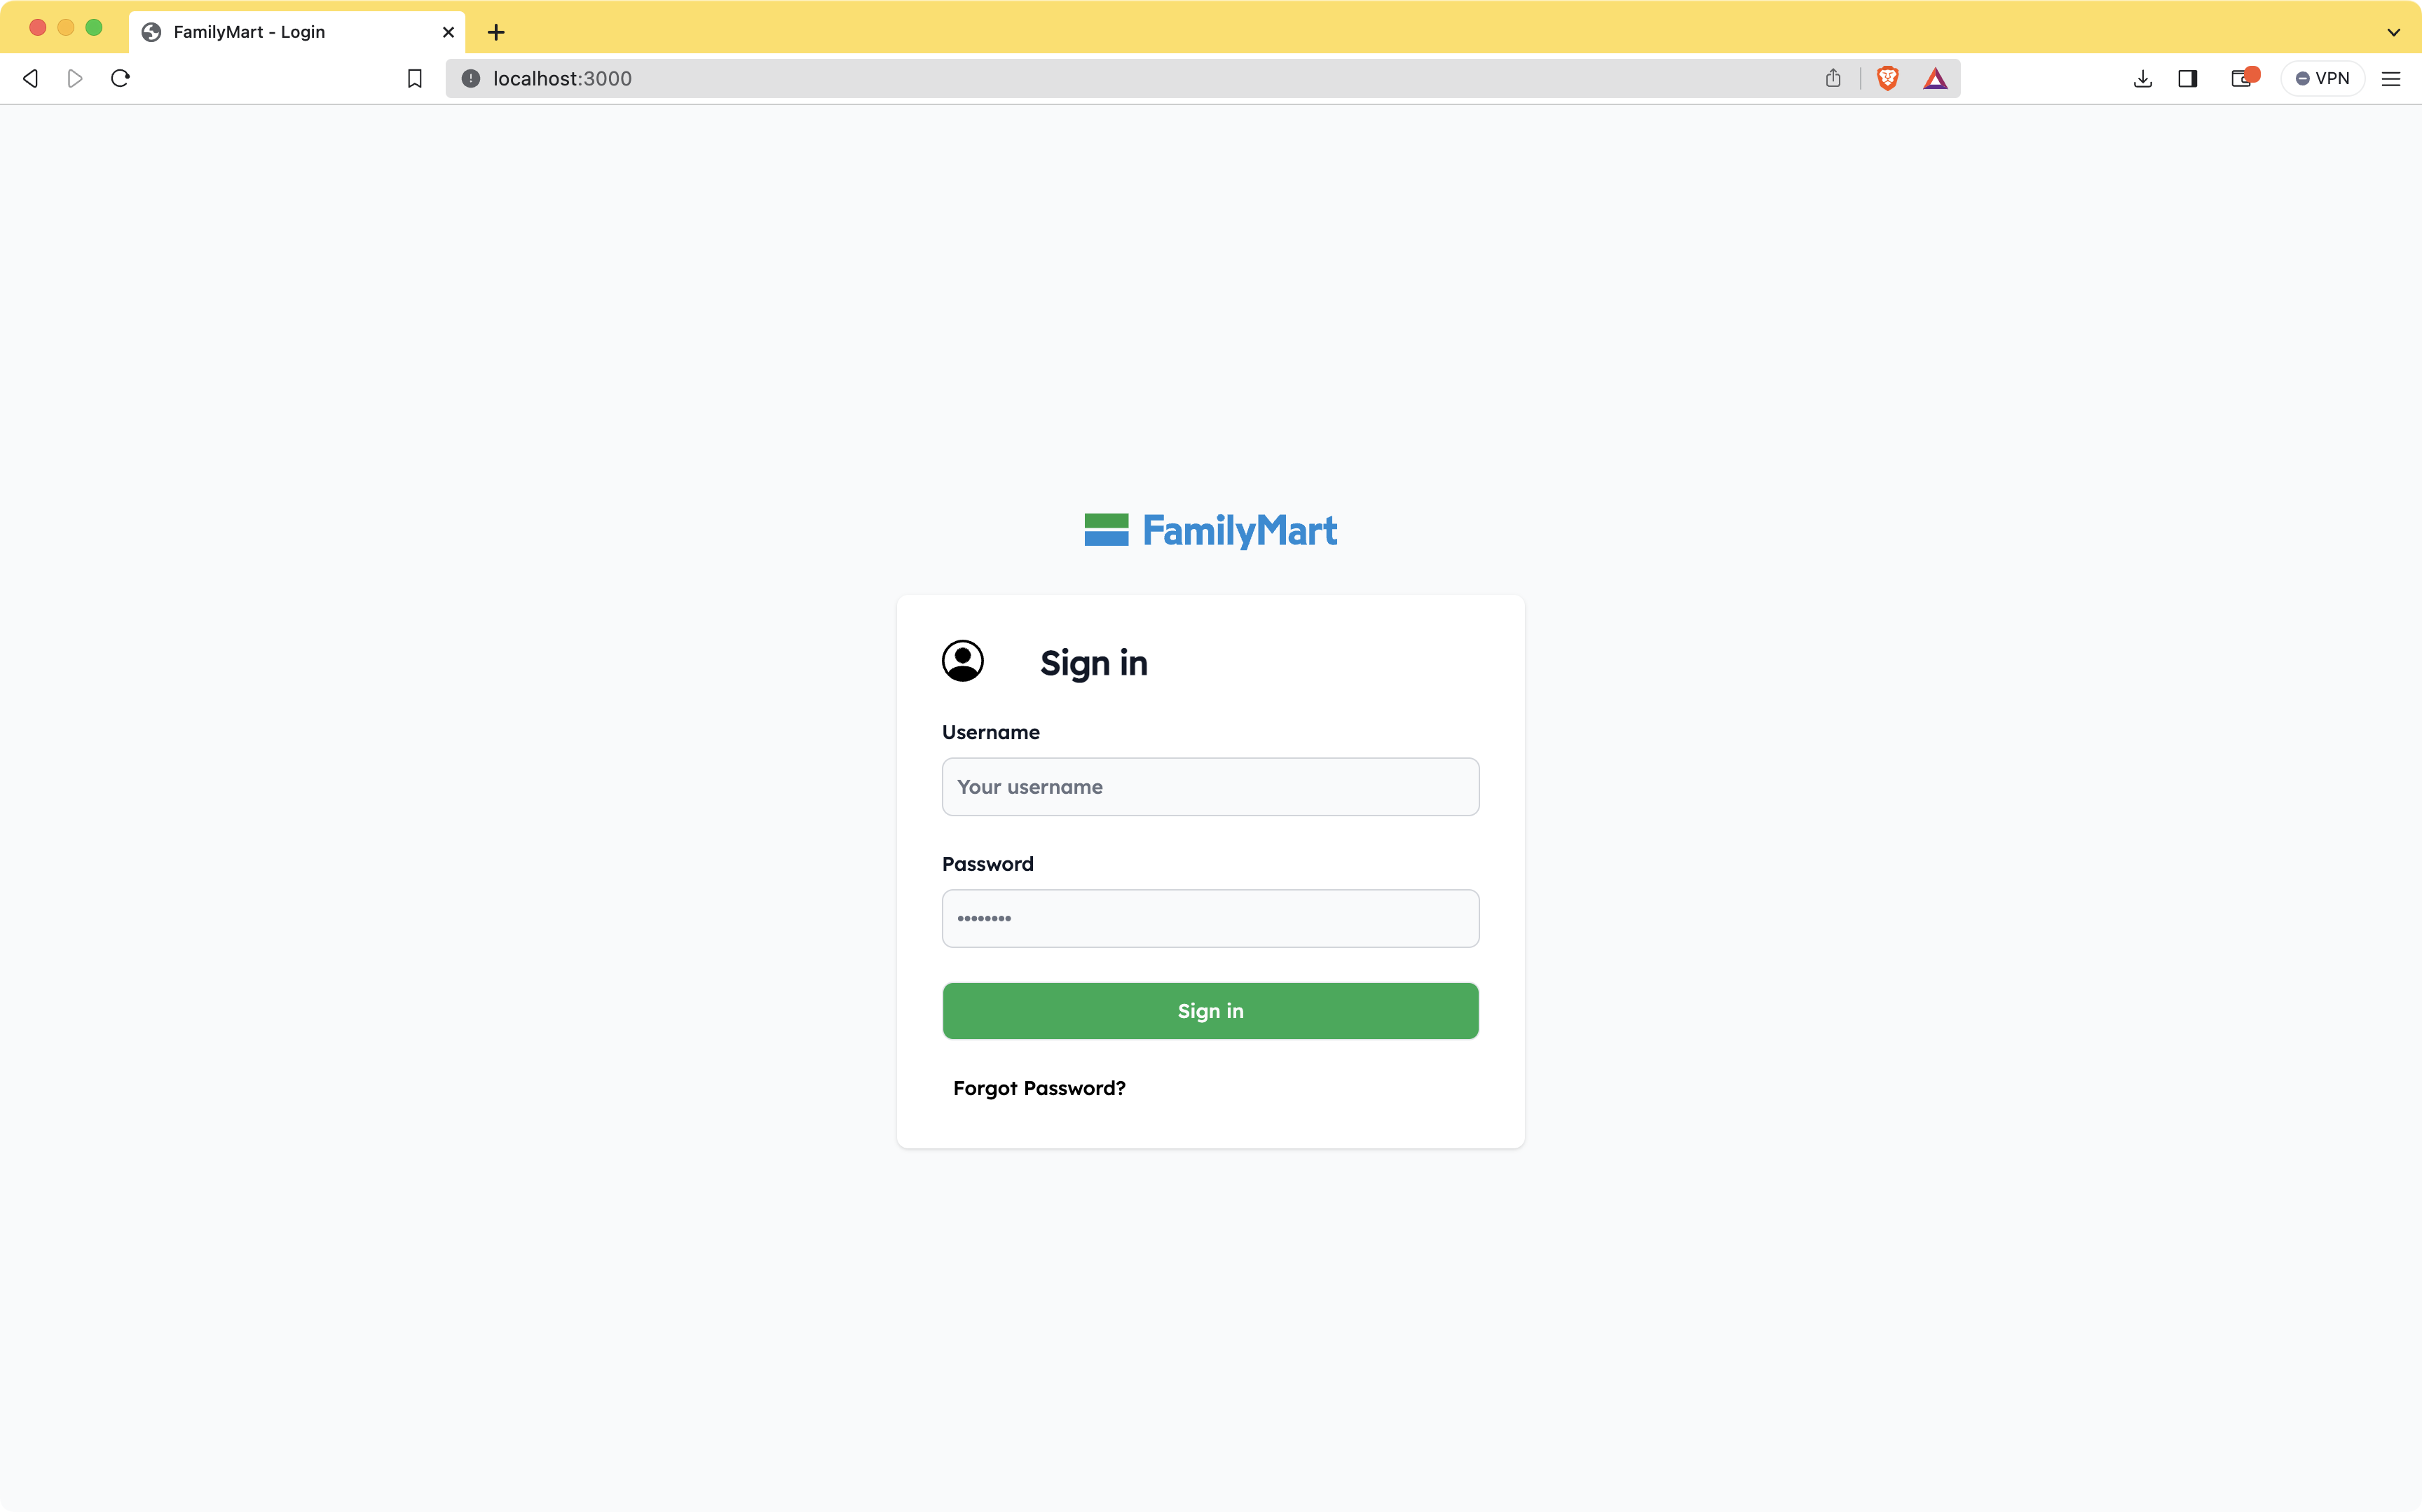 FamilyMart - Login
localhost:3000
VPN
FamilyMart
Sign in
Username
Your username
Password
••••••••
Sign in
Forgot Password?